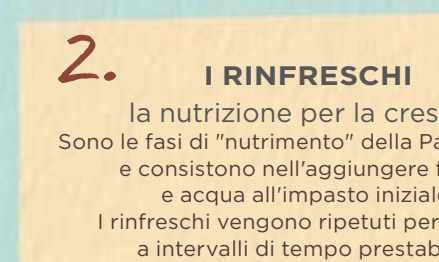 2.
I RINFRESCHI
la nutrizione per la cres
Sono le fasi di "nutrimento" della Pa
e consistono nell'aggiungere f
e acqua all'impasto iniziale
I rinfreschi vengono ripetuti per
a intervalli di tempo prestab